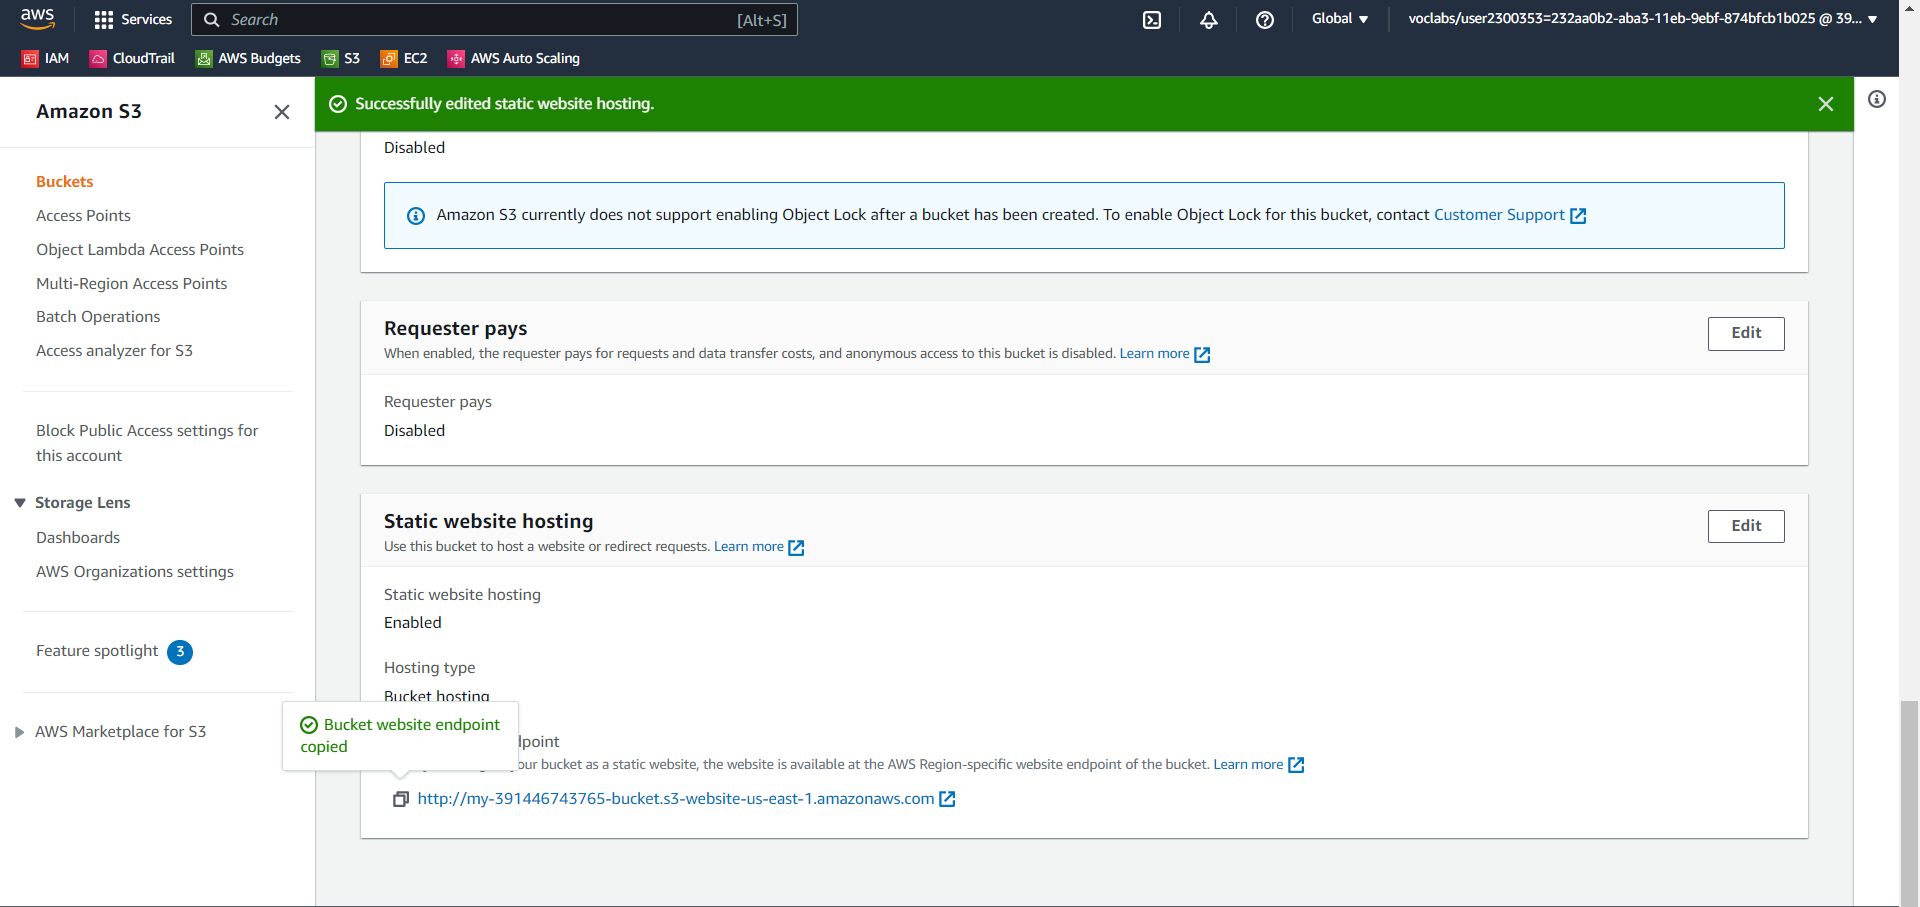 aws
Services
Search
[Alt+S]
Global
voclabs/user2300353=232aa0b2-aba3-11eb-9ebf-874bfcb1b025 @ 39...
IAM
CloudTrail
AWS Budgets
S3
EC2
AWS Auto Scaling
Amazon S3
Buckets
Access Points
Object Lambda Access Points
Multi-Region Access Points
Batch Operations
Access analyzer for S3
Block Public Access settings for
this account
Storage Lens
Dashboards
AWS Organizations settings
Feature spotlight 3
AWS Marketplace for S3
Successfully edited static website hosting.
Disabled
Amazon S3 currently does not support enabling Object Lock after a bucket has been created. To enable Object Lock for this bucket, contact Customer Support
Requester pays
Edit
When enabled, the requester pays for requests and data transfer costs, and anonymous access to this bucket is disabled. Learn more
Requester pays
Disabled
Static website hosting
Edit
Use this bucket to host a website or redirect requests. Learn more
Static website hosting
Enabled
Hosting type
Bucket hosting
Bucket website endpoint
copied
your bucket as a static website, the website is available at the AWS Region-specific website endpoint of the bucket. Learn more
http://my-391446743765-bucket.s3-website-us-east-1.amazonaws.com